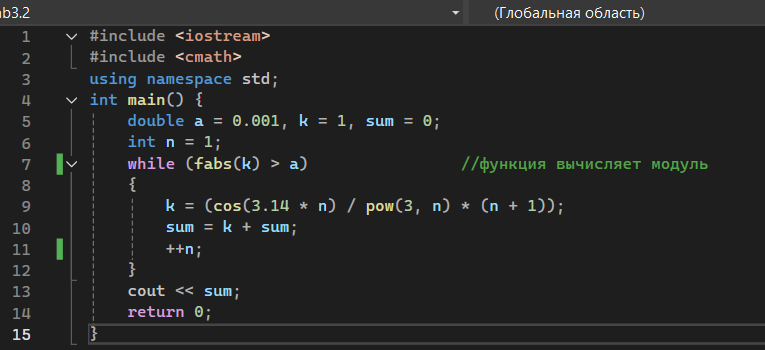 ab3.2 (Глобальная область)
1 #include <iostream>
2 #include <cmath>
3 using namespace std;
4 int main() {
5 double a = 0.001, k = 1, sum = 0;
6 int n = 1;
7 while (fabs(k) > a) //функция вычисляет модуль
8 {
9 k = (cos(3.14 * n) / pow(3, n) * (n + 1));
10 sum = k + sum;
11 ++n;
12 }
13 cout << sum;
14 return 0;
15 }